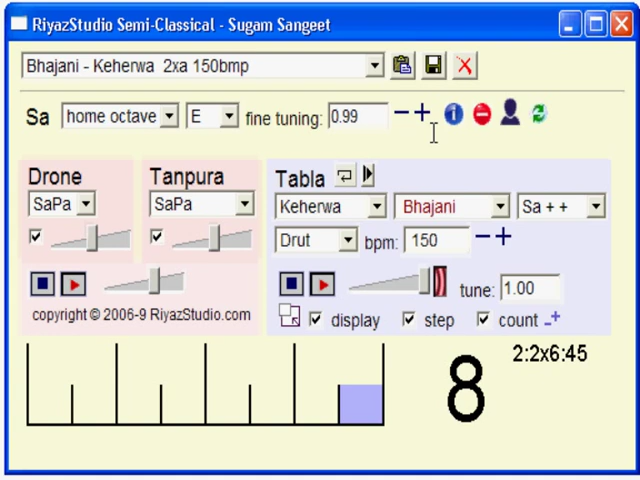 RiyazStudio Semi-Classical - Sugam Sangeet
Bhajani - Keherwa 2xa 150bmp
Sa home octave E fine tuning: 0.99
Drone
SaPa
Tanpura
SaPa
Tabla
Keherwa Bhajani Sa + +
Drut bpm: 150
tune: 1.00
display step count
copyright © 2006-9 RiyazStudio.com
8
2:2x6:45